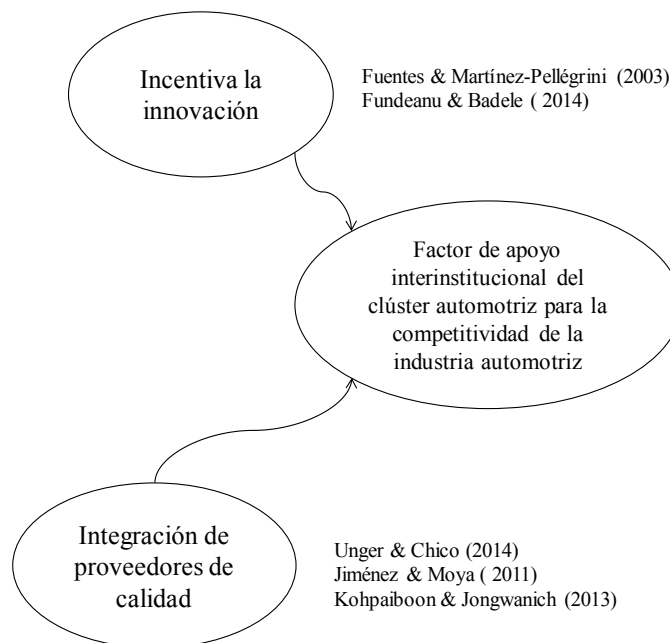 Incentiva la
innovación
Fuentes & Martínez-Pellégrini (2003)
Fundeanu & Badele ( 2014)
Factor de apoyo
interinstitucional del
clúster automotriz para la
competitividad de la
industria automotriz
Integración de
proveedores de
calidad
Unger & Chico (2014)
Jiménez & Moya ( 2011)
Kohpaiboon & Jongwanich (2013)